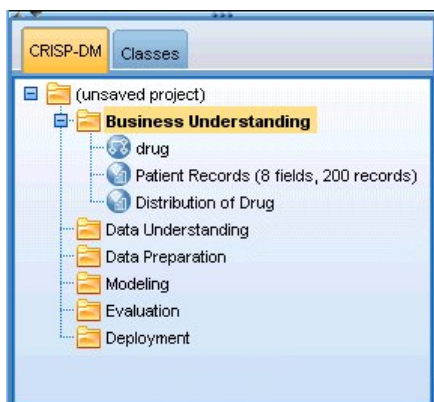 CRISP-DM Classes
(unsaved project)
Business Understanding
drug
Patient Records (8 fields, 200 records)
Distribution of Drug
Data Understanding
Data Preparation
Modeling
Evaluation
Deployment